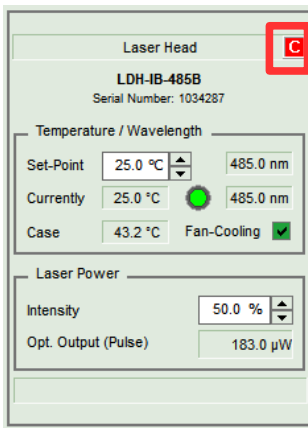 Laser Head C
LDH-IB-485B
Serial Number: 1034287
Temperature / Wavelength
Set-Point 25.0 °C 485.0 nm
Currently 25.0 °C 485.0 nm
Case 43.2 °C Fan-Cooling
Laser Power
Intensity 50.0 %
Opt. Output (Pulse) 183.0 µW